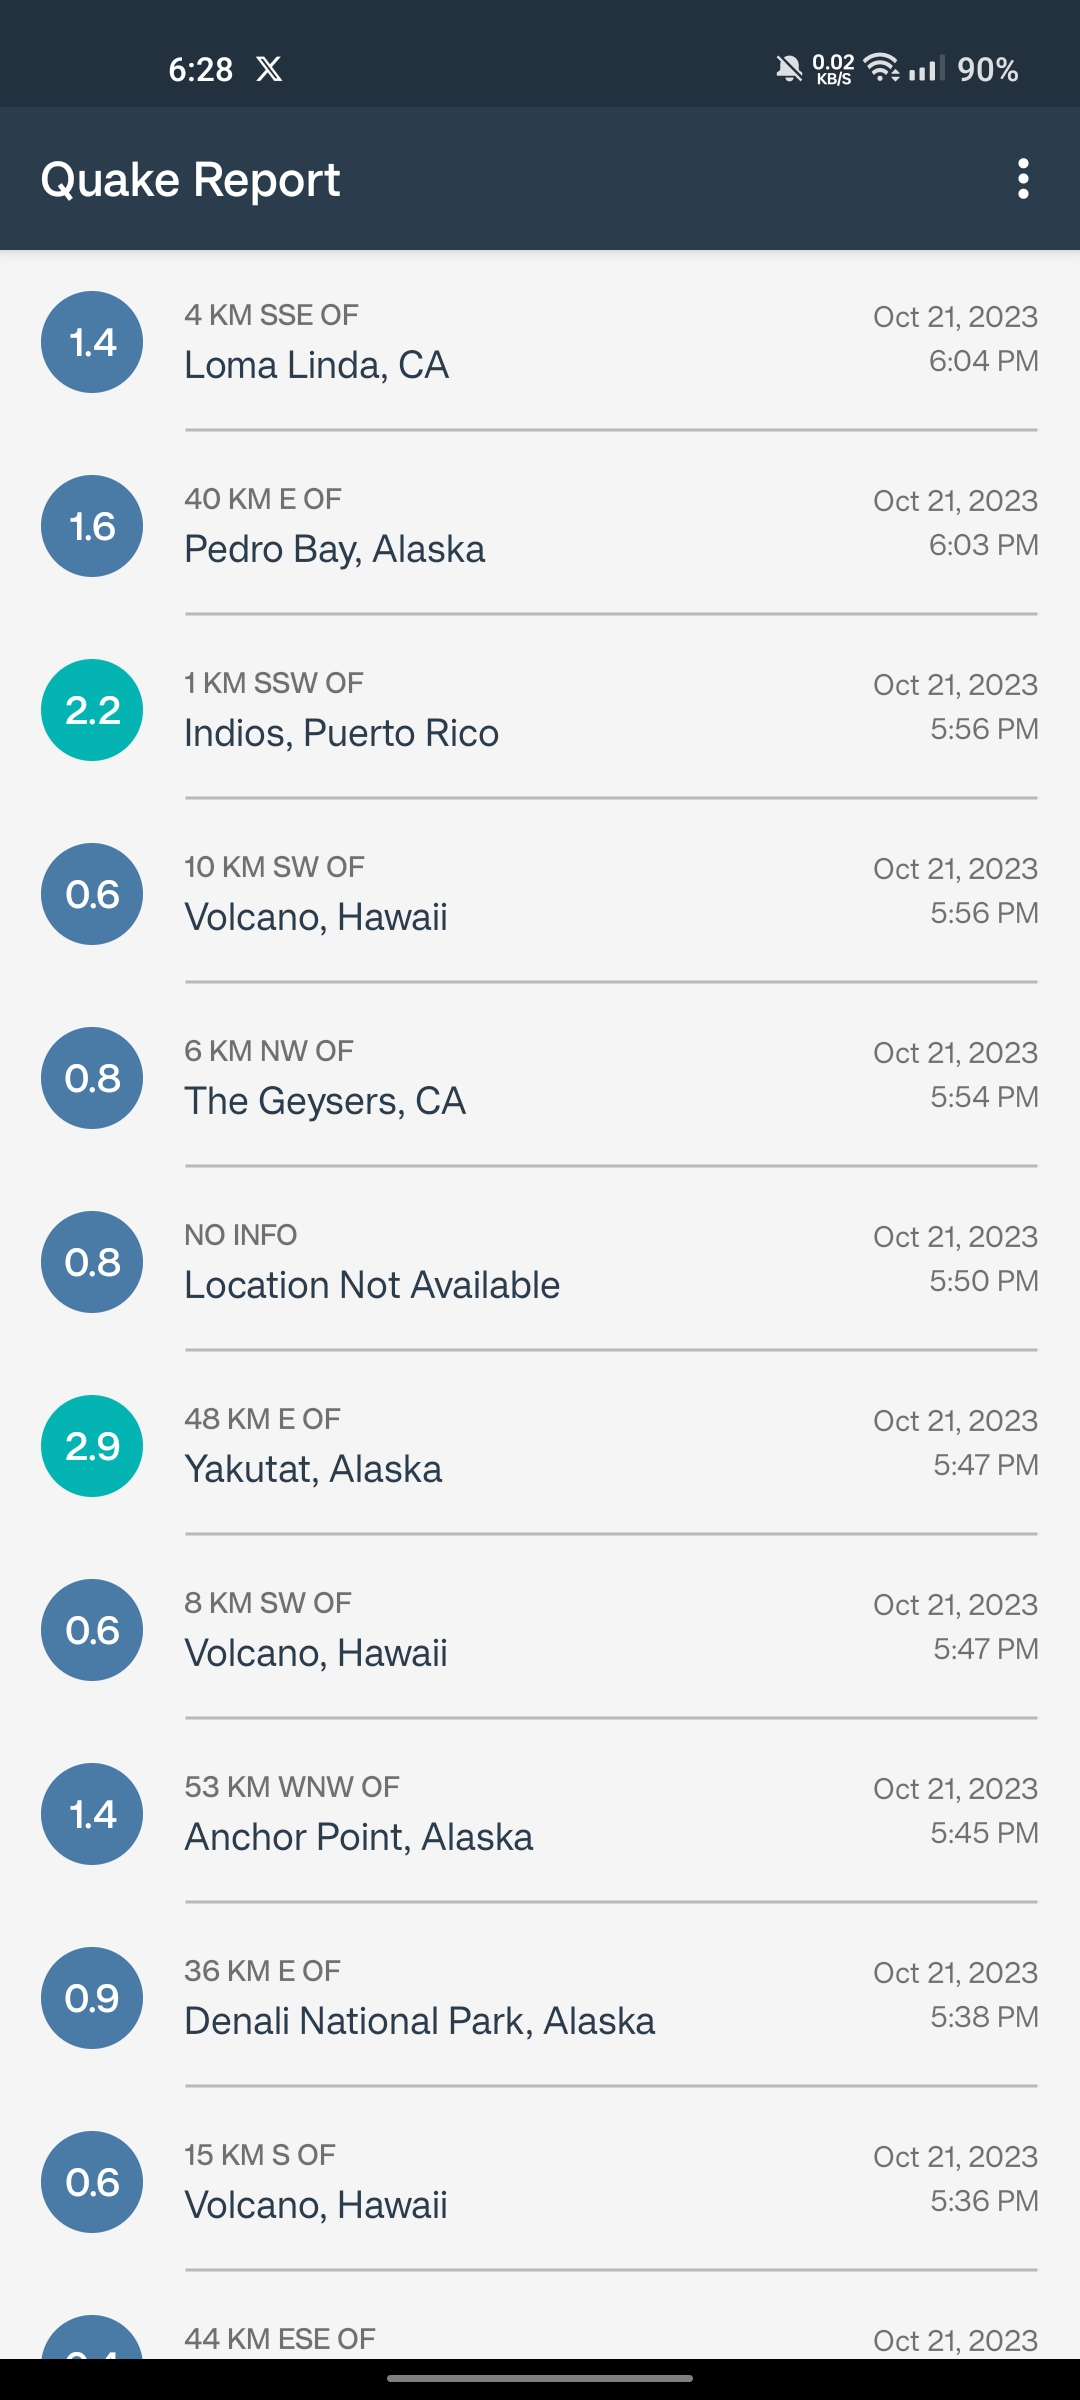 6:28 X 0.02 KB/S 90%
Quake Report
1.4 4 KM SSE OF Oct 21, 2023
Loma Linda, CA 6:04 PM
1.6 40 KM E OF Oct 21, 2023
Pedro Bay, Alaska 6:03 PM
2.2 1 KM SSW OF Oct 21, 2023
Indios, Puerto Rico 5:56 PM
0.6 10 KM SW OF Oct 21, 2023
Volcano, Hawaii 5:56 PM
0.8 6 KM NW OF Oct 21, 2023
The Geysers, CA 5:54 PM
0.8 NO INFO Oct 21, 2023
Location Not Available 5:50 PM
2.9 48 KM E OF Oct 21, 2023
Yakutat, Alaska 5:47 PM
0.6 8 KM SW OF Oct 21, 2023
Volcano, Hawaii 5:47 PM
1.4 53 KM WNW OF Oct 21, 2023
Anchor Point, Alaska 5:45 PM
0.9 36 KM E OF Oct 21, 2023
Denali National Park, Alaska 5:38 PM
0.6 15 KM S OF Oct 21, 2023
Volcano, Hawaii 5:36 PM
44 KM ESE OF Oct 21, 2023